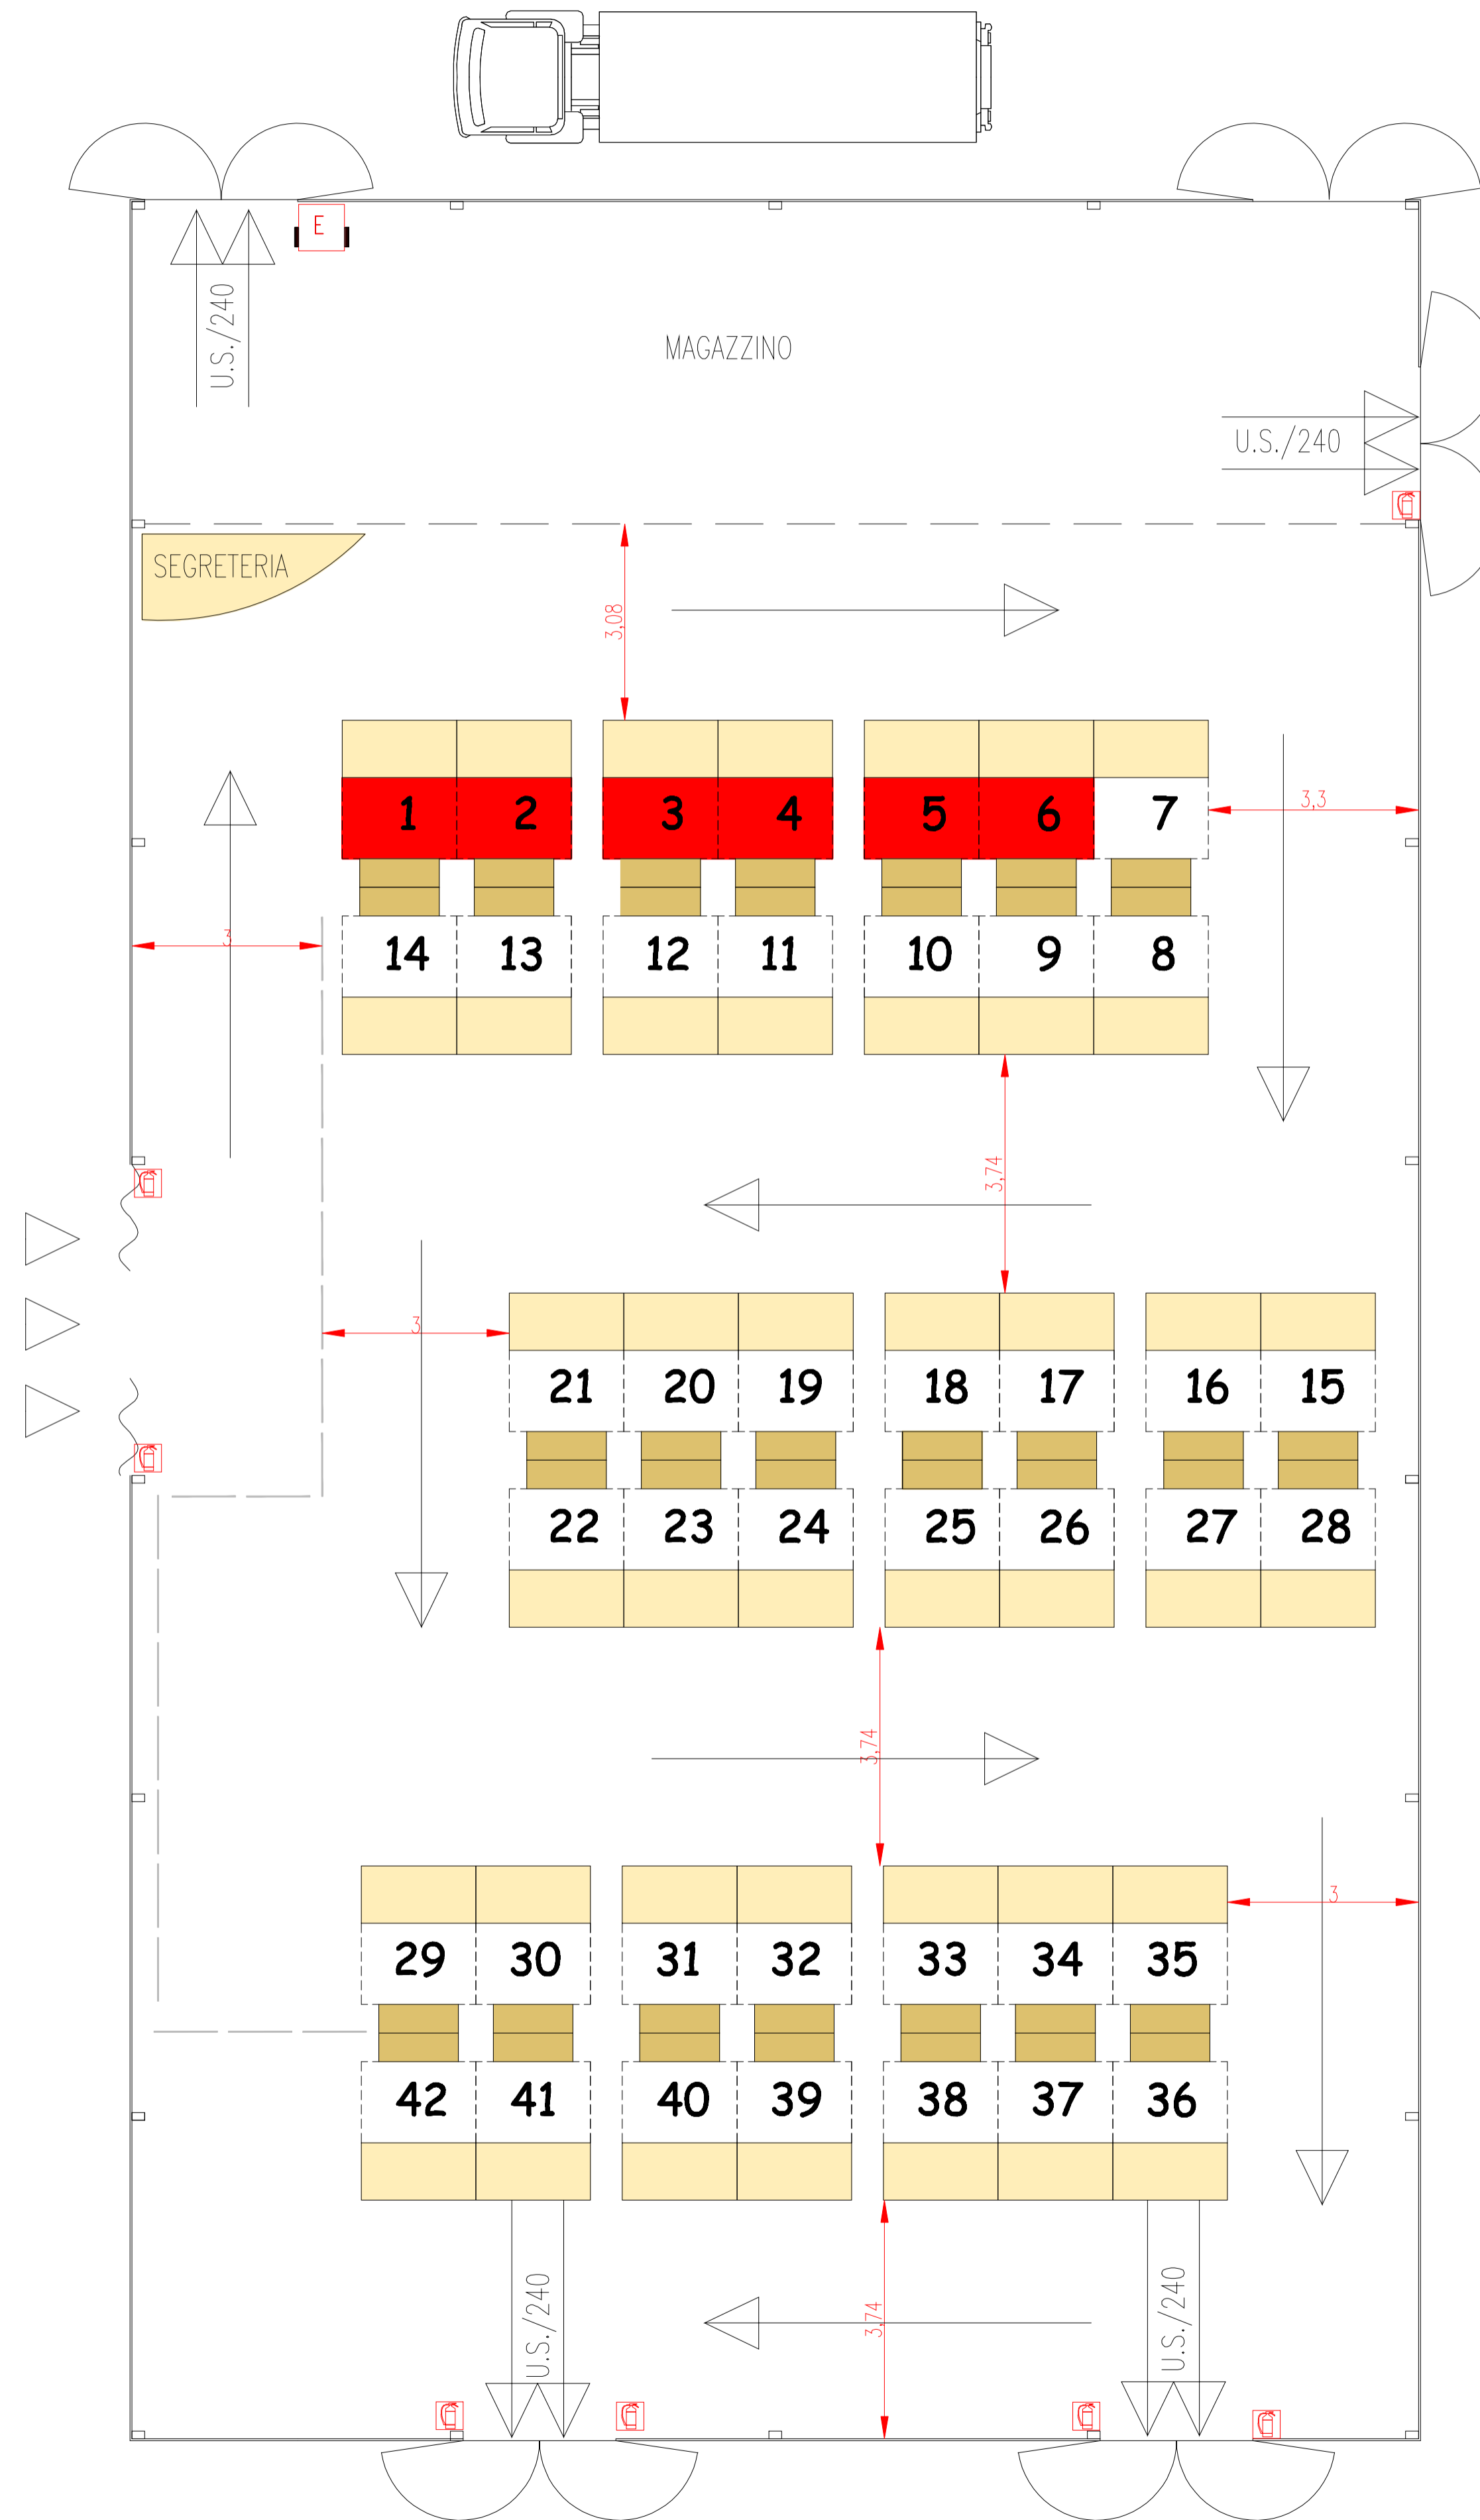 E
U.S./240
MAGAZZINO
U.S./240
SEGRETERIA
3,08
1 2 3 4 5 6 7
3,3
3
14 13 12 11 10 9 8
3,74
3
21 20 19 18 17 16 15
22 23 24 25 26 27 28
3,74
3
29 30 31 32 33 34 35
42 41 40 39 38 37 36
U.S./240
3,74
U.S./240